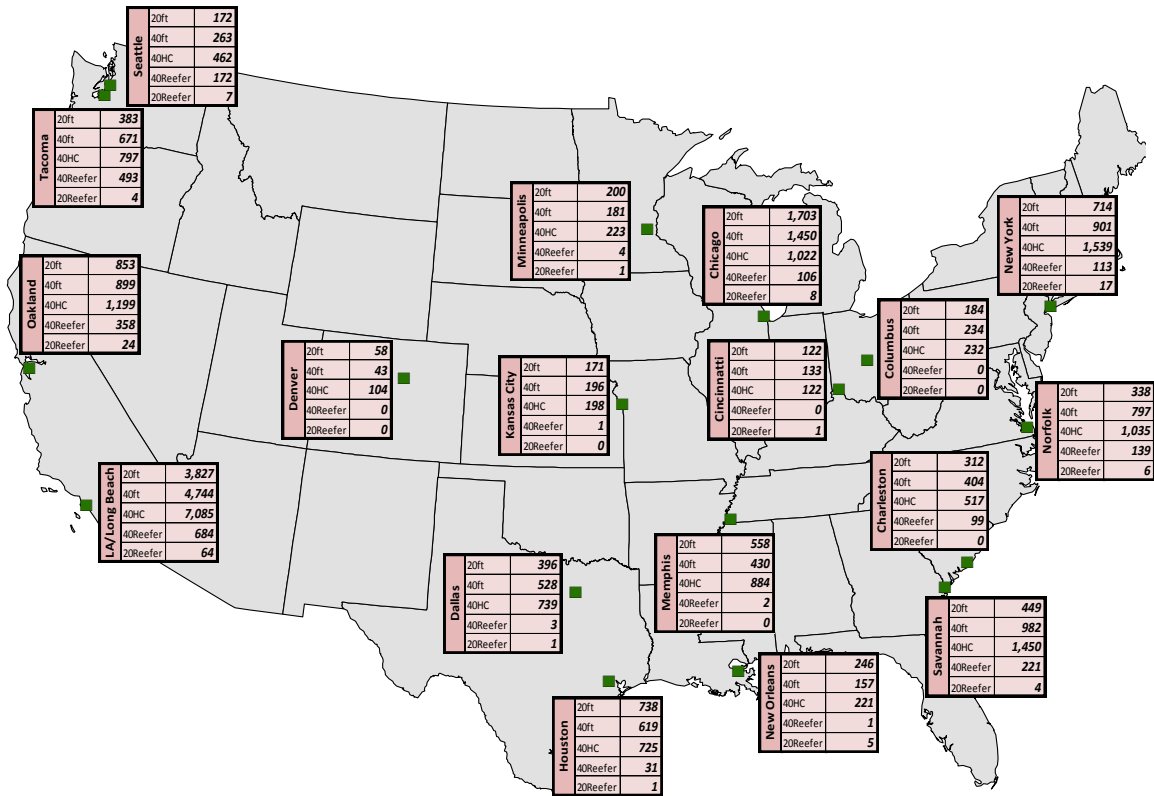 Seattle
20ft 172
40ft 263
40HC 462
40Reefer 172
20Reefer 7
Tacoma
20ft 383
40ft 671
40HC 797
40Reefer 493
20Reefer 4
Minneapolis
20ft 200
40ft 181
40HC 223
40Reefer 4
20Reefer 1
Chicago
20ft 1,703
40ft 1,450
40HC 1,022
40Reefer 106
20Reefer 8
New York
20ft 714
40ft 901
40HC 1,539
40Reefer 113
20Reefer 17
Oakland
20ft 853
40ft 899
40HC 1,199
40Reefer 358
20Reefer 24
Columbus
20ft 184
40ft 234
40HC 232
40Reefer 0
20Reefer 0
Denver
20ft 58
40ft 43
40HC 104
40Reefer 0
20Reefer 0
Kansas City
20ft 171
40ft 196
40HC 198
40Reefer 1
20Reefer 0
Cincinnatti
20ft 122
40ft 133
40HC 122
40Reefer 0
20Reefer 1
Norfolk
20ft 338
40ft 797
40HC 1,035
40Reefer 139
20Reefer 6
LA/Long Beach
20ft 3,827
40ft 4,744
40HC 7,085
40Reefer 684
20Reefer 64
Charleston
20ft 312
40ft 404
40HC 517
40Reefer 99
20Reefer 0
Memphis
20ft 558
40ft 430
40HC 884
40Reefer 2
20Reefer 0
Dallas
20ft 396
40ft 528
40HC 739
40Reefer 3
20Reefer 1
Savannah
20ft 449
40ft 982
40HC 1,450
40Reefer 221
20Reefer 4
New Orleans
20ft 246
40ft 157
40HC 221
40Reefer 1
20Reefer 5
Houston
20ft 738
40ft 619
40HC 725
40Reefer 31
20Reefer 1